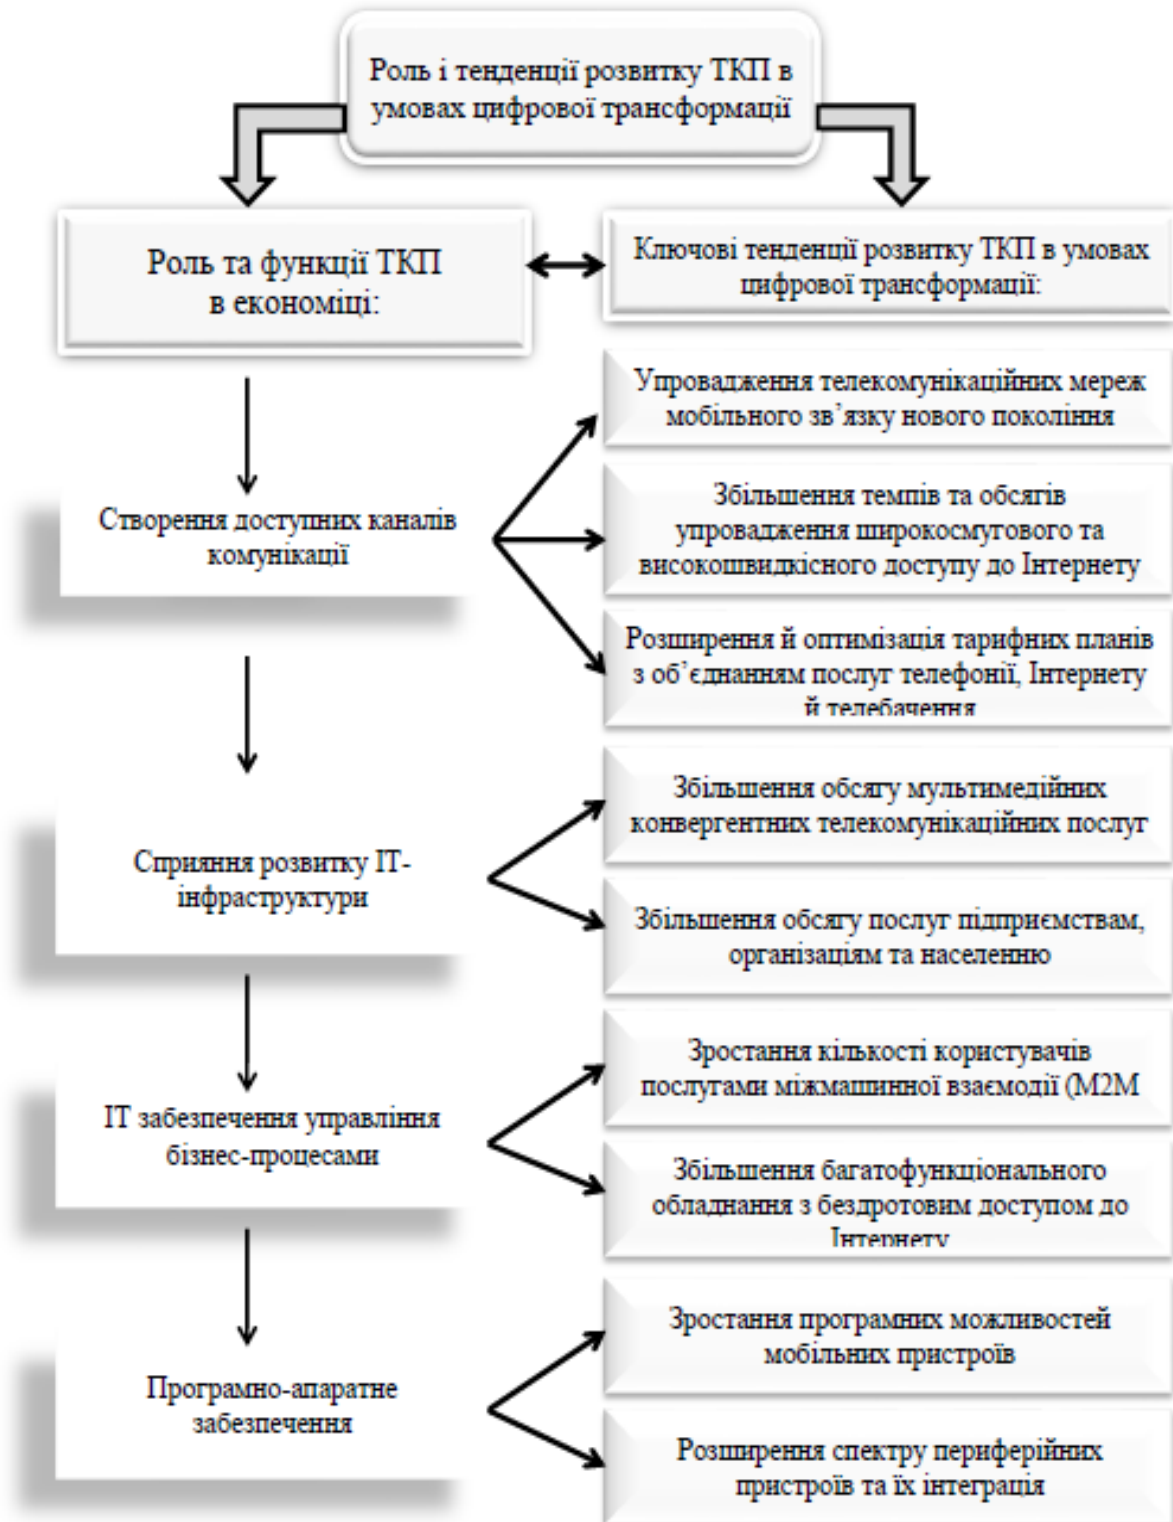 Роль і тенденції розвитку ТКП в
умовах цифрової трансформації
Роль та функції ТКП
в економіці:
Ключові тенденції розвитку ТКП в умовах
цифрової трансформації:
Створення доступних каналів
комунікації
Упровадження телекомунікаційних мереж
мобільного зв’язку нового покоління
Збільшення темпів та обсягів
упровадження широкосмугового та
високошвидкісного доступу до Інтернету
Розширення й оптимізація тарифних планів
з об’єднанням послуг телефонії, Інтернету
й телебачення
Сприяння розвитку ІТ-
інфраструктури
Збільшення обсягу мультимедійних
конвергентних телекомунікаційних послуг
Збільшення обсягу послуг підприємствам,
організаціям та населенню
ІТ забезпечення управління
бізнес-процесами
Зростання кількості користувачів
послугами міжмашинної взаємодії (М2М
Збільшення багатофункціонального
обладнання з бездротовим доступом до
Інтернету
Програмно-апаратне
забезпечення
Зростання програмних можливостей
мобільних пристроїв
Розширення спектру периферійних
пристроїв та їх інтеграція